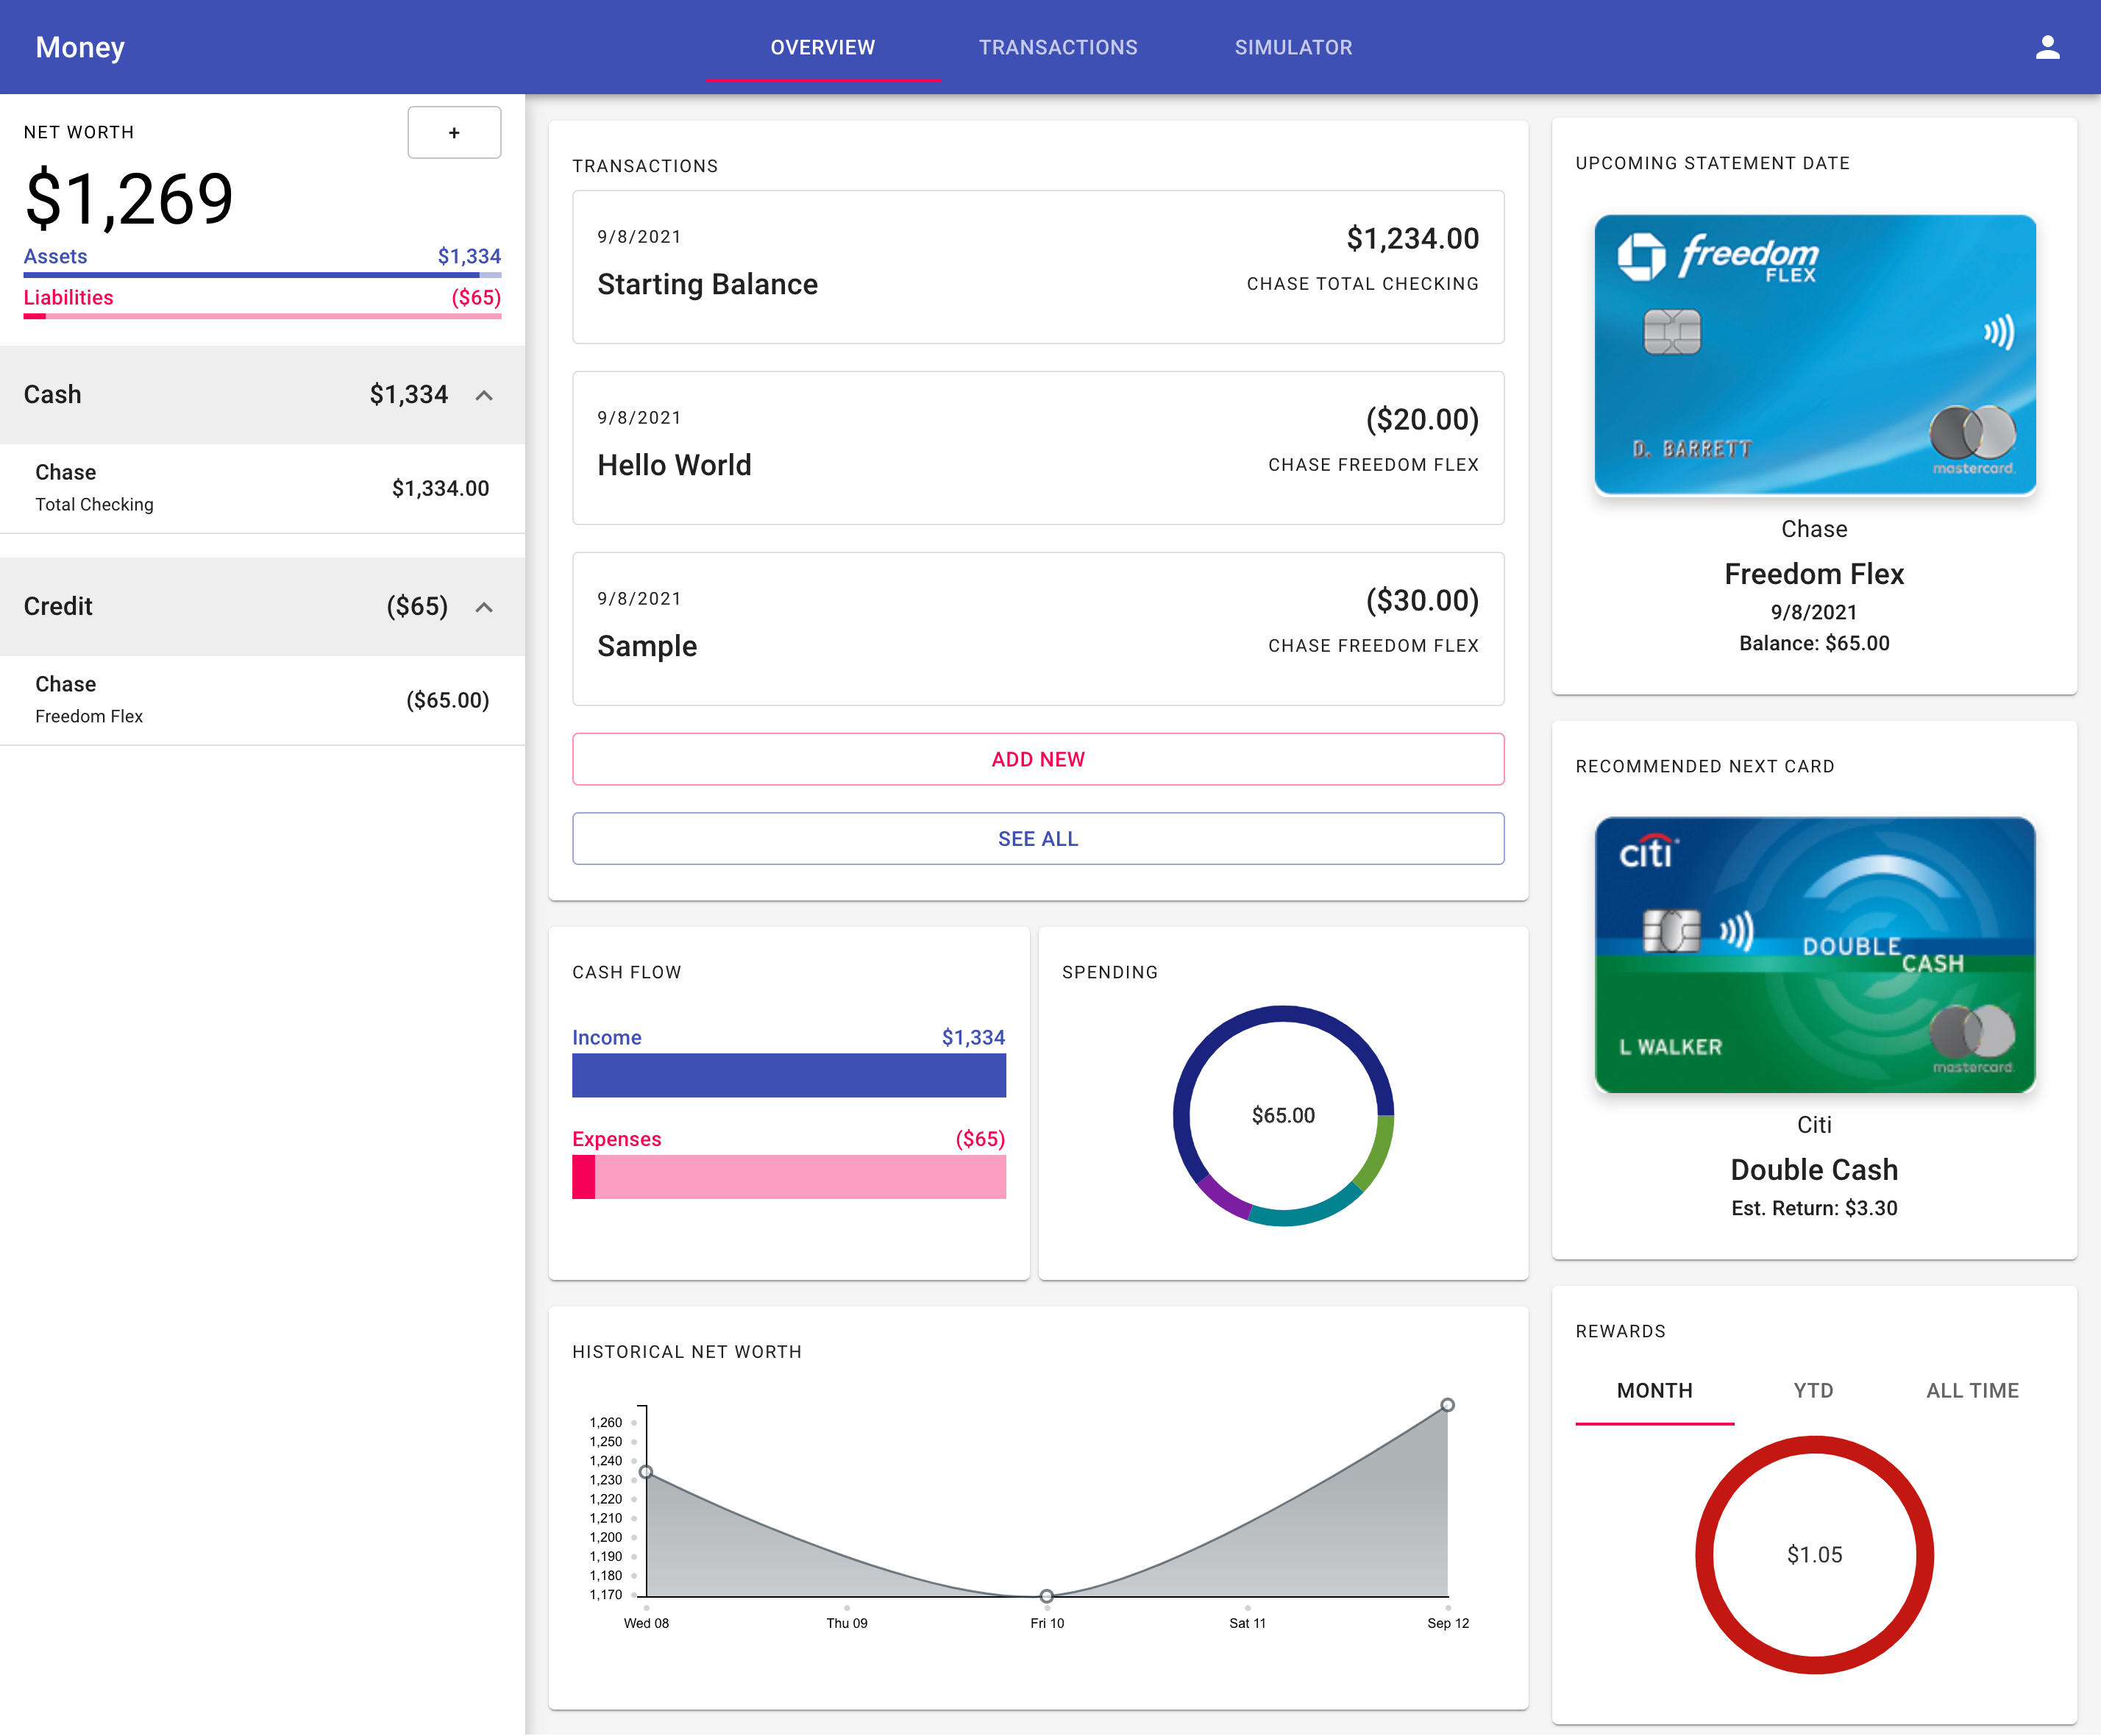 Money
OVERVIEW
TRANSACTIONS
SIMULATOR
NET WORTH
+
$1,269
Assets $1,334
Liabilities ($65)
Cash $1,334
Chase
Total Checking
$1,334.00
Credit ($65)
Chase
Freedom Flex
($65.00)
TRANSACTIONS
9/8/2021 $1,234.00
Starting Balance CHASE TOTAL CHECKING
9/8/2021 ($20.00)
Hello World CHASE FREEDOM FLEX
9/8/2021 ($30.00)
Sample CHASE FREEDOM FLEX
ADD NEW
SEE ALL
CASH FLOW
Income $1,334
Expenses ($65)
SPENDING
$65.00
HISTORICAL NET WORTH
1,260
1,250
1,240
1,230
1,220
1,210
1,200
1,190
1,180
1,170
Wed 08 Thu 09 Fri 10 Sat 11 Sep 12
UPCOMING STATEMENT DATE
freedom
FLEX
D. BARRETT
mastercard.
Chase
Freedom Flex
9/8/2021
Balance: $65.00
RECOMMENDED NEXT CARD
citi
DOUBLE
CASH
L WALKER
mastercard.
Citi
Double Cash
Est. Return: $3.30
REWARDS
MONTH YTD ALL TIME
$1.05